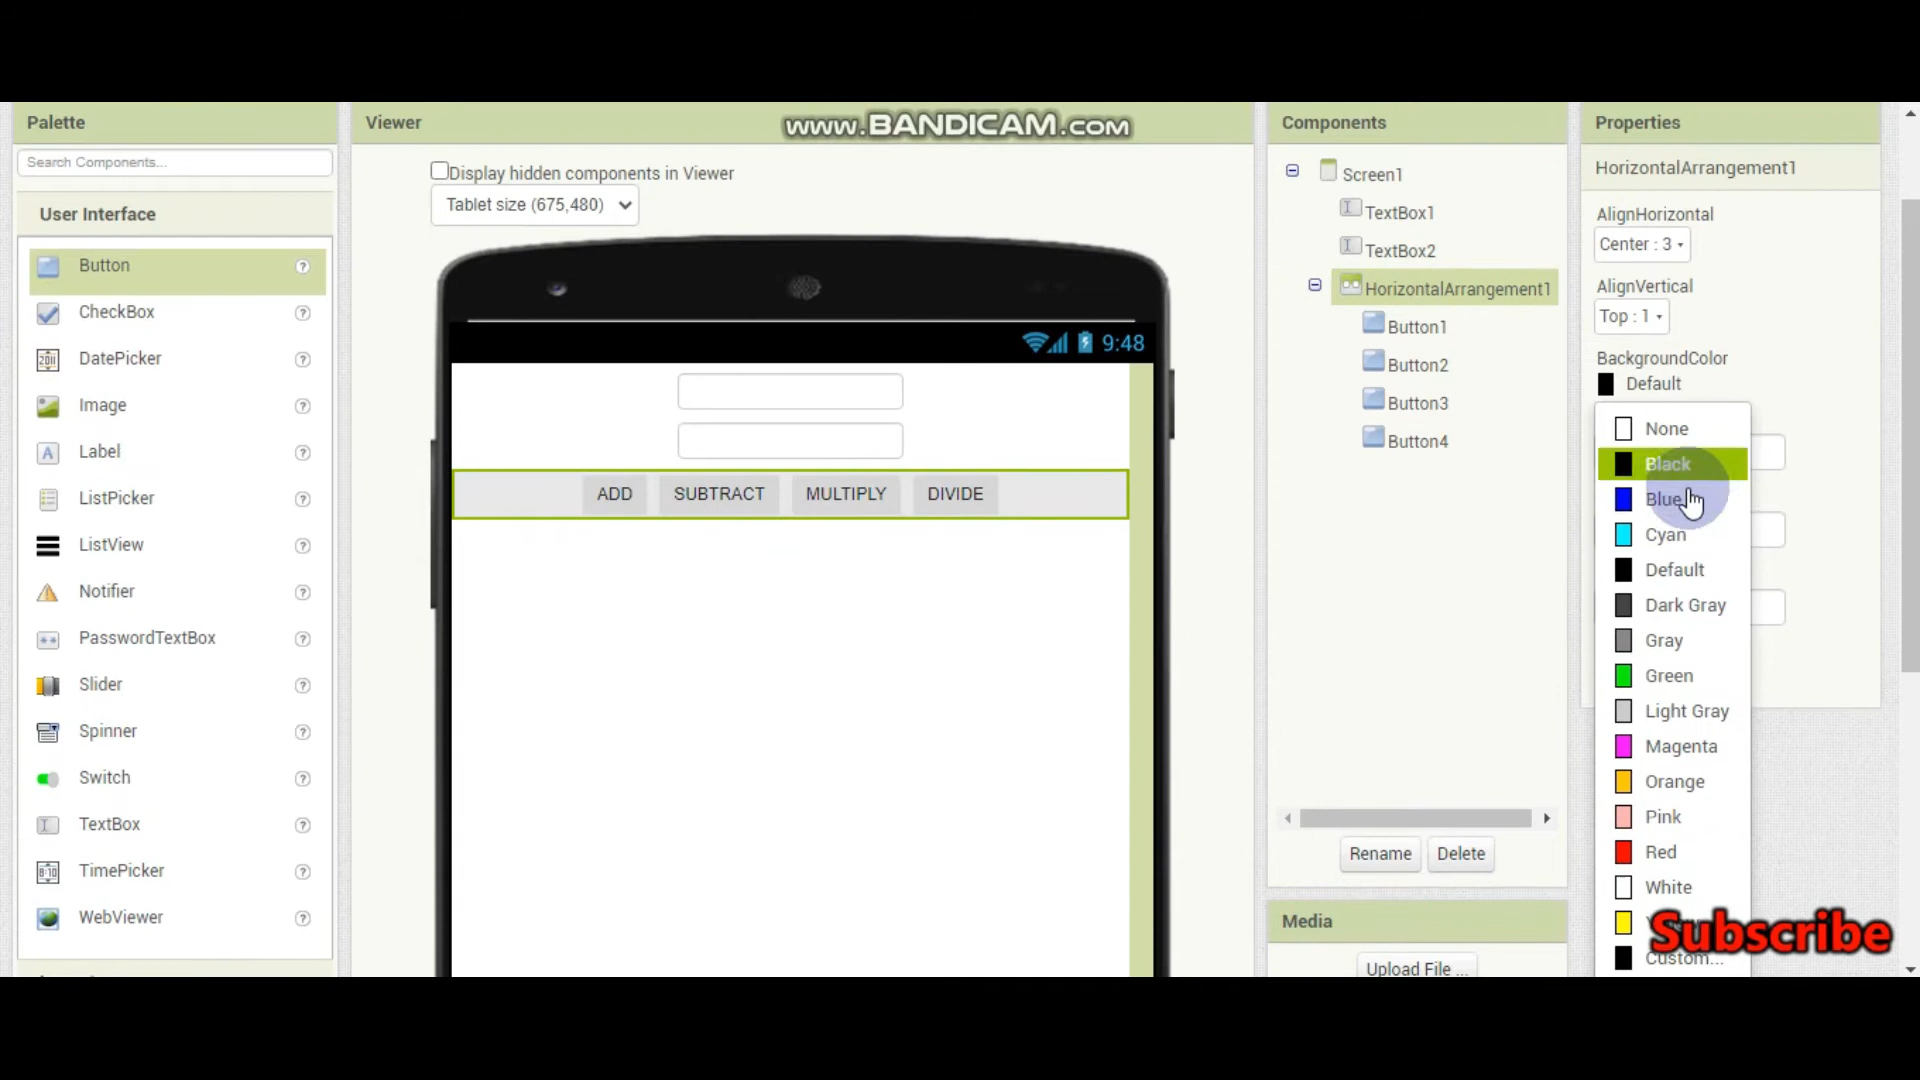 Palette
Viewer
www.BANDICAM.com
Components
Properties
Search Components...
User Interface
Button
CheckBox
DatePicker
Image
Label
ListPicker
ListView
Notifier
PasswordTextBox
Slider
Spinner
Switch
TextBox
TimePicker
WebViewer
Display hidden components in Viewer
Tablet size (675,480)
9:48
ADD SUBTRACT MULTIPLY DIVIDE
Screen1
TextBox1
TextBox2
HorizontalArrangement1
Button1
Button2
Button3
Button4
Rename Delete
Media
Upload File ...
HorizontalArrangement1
AlignHorizontal
Center : 3
AlignVertical
Top : 1
BackgroundColor
Default
None
Black
Blue
Cyan
Default
Dark Gray
Gray
Green
Light Gray
Magenta
Orange
Pink
Red
White
Custom...
Subscribe